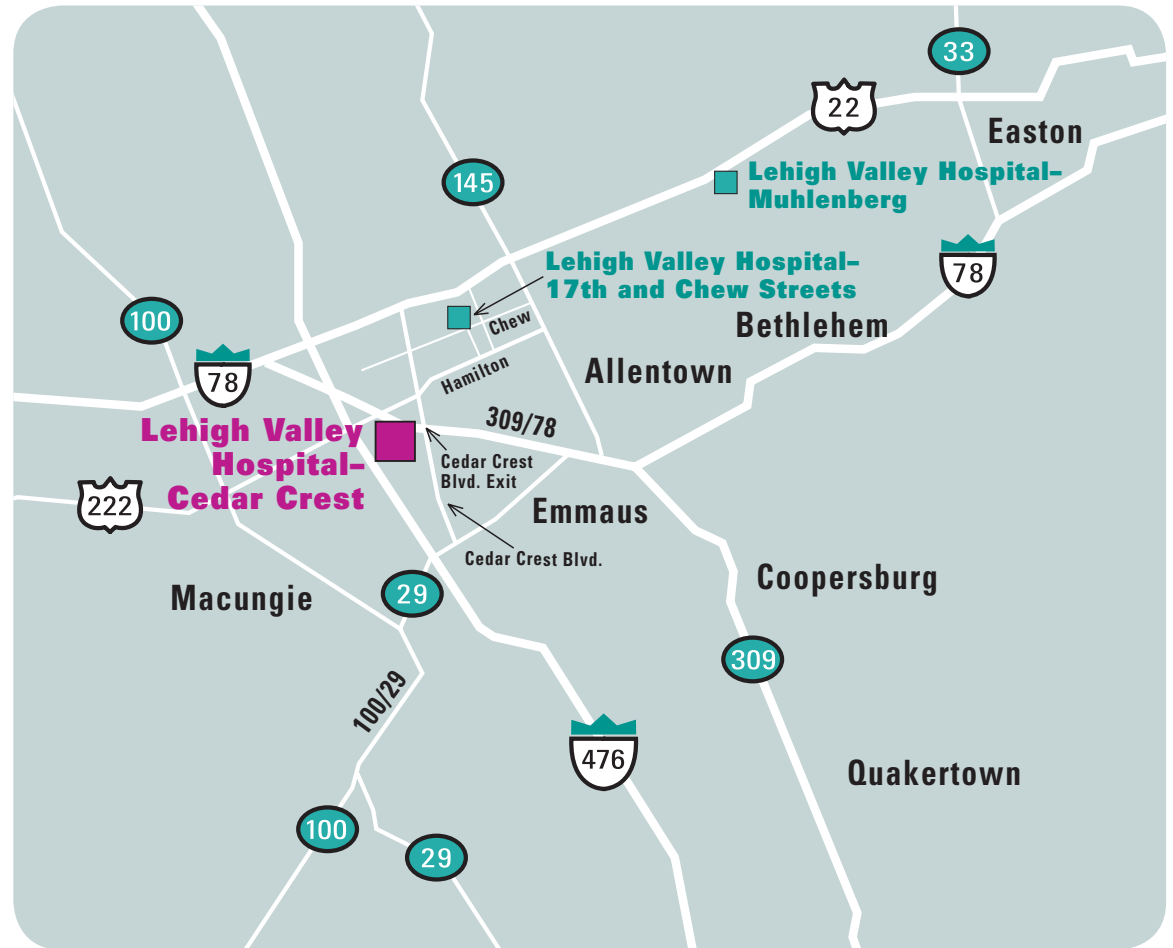 33
22
Easton
Lehigh Valley Hospital–
Muhlenberg
145
Lehigh Valley Hospital–
17th and Chew Streets
78
100
Chew
Bethlehem
78
Hamilton
Allentown
309/78
Lehigh Valley
Hospital–
Cedar Crest
Cedar Crest
Blvd. Exit
222
Emmaus
Cedar Crest Blvd.
Coopersburg
Macungie
29
309
100/29
476
Quakertown
100
29